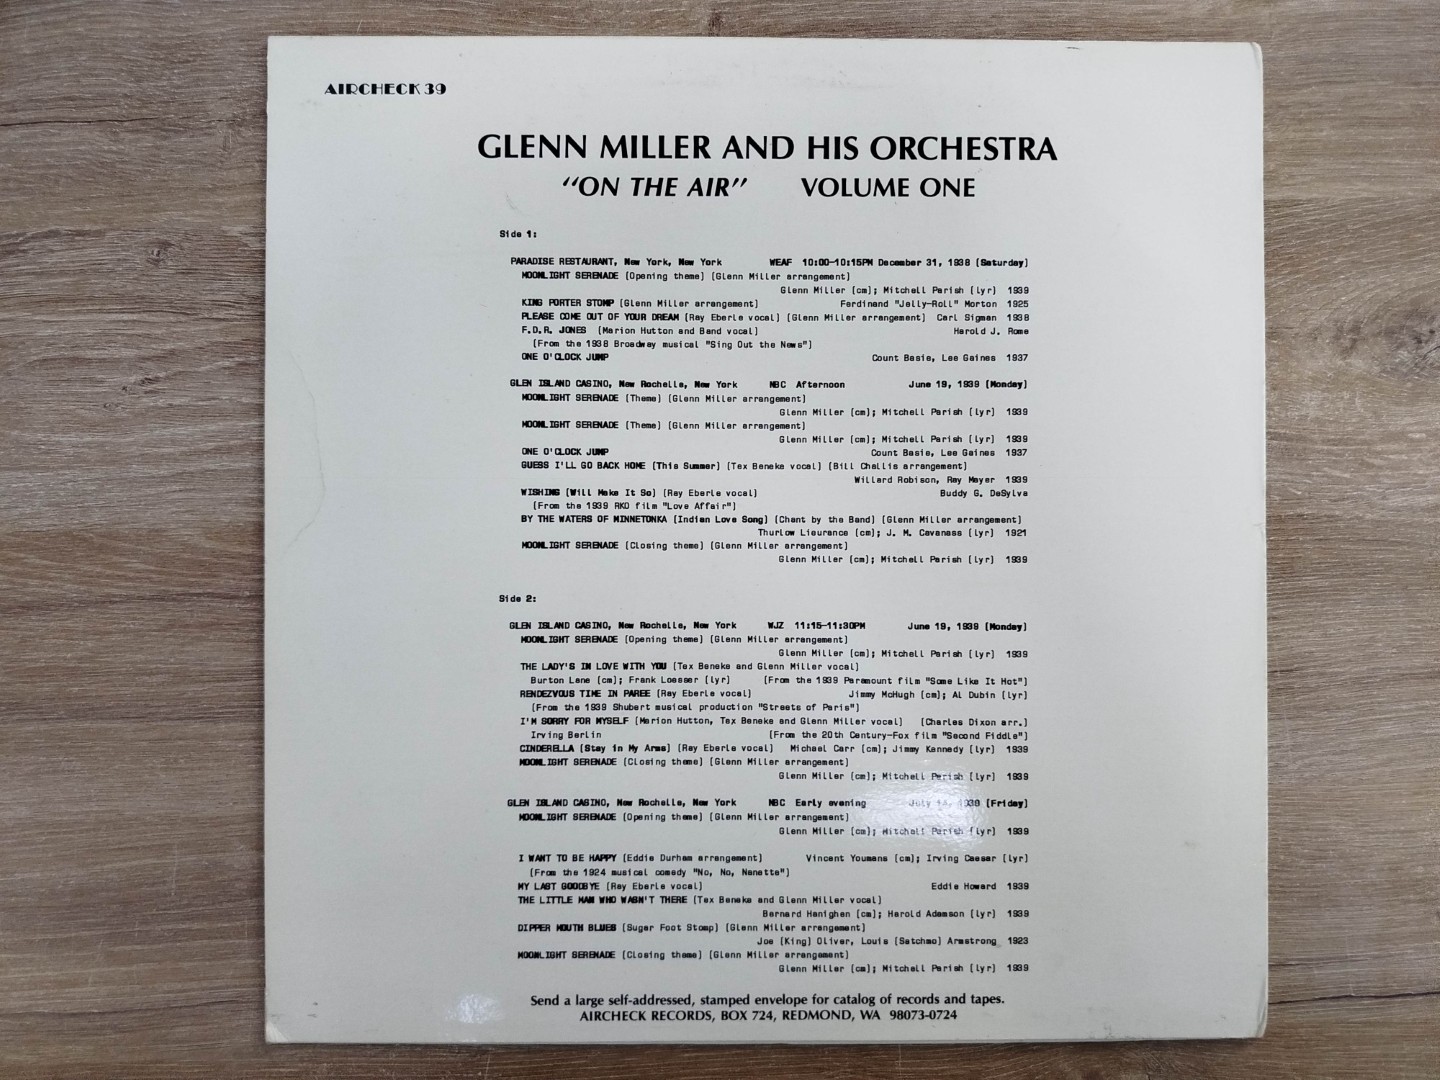 AIRCHECK 39
GLENN MILLER AND HIS ORCHESTRA
"ON THE AIR" VOLUME ONE
Side 1:
PARADISE RESTAURANT, New York, New York WEAF 10:00-10:15PM December 31, 1938 (Saturday)
MOONLIGHT SERENADE (Opening theme) (Glenn Miller arrangement)
Glenn Miller (cm); Mitchell Parish (lyr) 1939
KING PORTER STOMP (Glenn Miller arrangement) Ferdinand "Jelly-Roll" Morton 1925
PLEASE COME OUT OF YOUR DREAM (Ray Eberle vocal) (Glenn Miller arrangement) Carl Sigman 1938
F.D.R. JONES (Marion Hutton and Band vocal) Harold J. Rome
(From the 1938 Broadway musical "Sing Out the News")
ONE O'CLOCK JUMP Count Basie, Lee Gaines 1937
GLEN ISLAND CASINO, New Rochelle, New York NBC Afternoon June 19, 1939 (Monday)
MOONLIGHT SERENADE (Theme) (Glenn Miller arrangement)
Glenn Miller (cm); Mitchell Parish (lyr) 1939
MOONLIGHT SERENADE (Theme) (Glenn Miller arrangement)
Glenn Miller (cm); Mitchell Parish (lyr) 1939
ONE O'CLOCK JUMP Count Basie, Lee Gaines 1937
GUESS I'LL GO BACK HOME (This Summer) (Tex Beneke vocal) (Bill Challis arrangement)
Willard Robison, Ray Mayer 1939
WISHING (Will Make It So) (Ray Eberle vocal) Buddy G. DeSylva
(From the 1939 RKO film "Love Affair")
BY THE WATERS OF MINNETONKA (Indian Love Song) (Chant by the Band) (Glenn Miller arrangement)
Thurlow Lieurance (cm); J. M. Cavanass (lyr) 1921
MOONLIGHT SERENADE (Closing theme) (Glenn Miller arrangement)
Glenn Miller (cm); Mitchell Parish (lyr) 1939
Side 2:
GLEN ISLAND CASINO, New Rochelle, New York WJZ 11:15-11:30PM June 19, 1939 (Monday)
MOONLIGHT SERENADE (Opening theme) (Glenn Miller arrangement)
Glenn Miller (cm); Mitchell Parish (lyr) 1939
THE LADY'S IN LOVE WITH YOU (Tex Beneke and Glenn Miller vocal)
Burton Lane (cm); Frank Loesser (lyr) (From the 1939 Paramount film "Some Like It Hot")
RENDEZVOUS TIME IN PAREE (Ray Eberle vocal) Jimmy McHugh (cm); Al Dubin (lyr)
(From the 1939 Shubert musical production "Streets of Paris")
I'M SORRY FOR MYSELF (Marion Hutton, Tex Beneke and Glenn Miller vocal) (Charles Dixon arr.)
Irving Berlin (From the 20th Century-Fox film "Second Fiddle")
CINDERELLA (Stay in My Arms) (Ray Eberle vocal) Michael Carr (cm); Jimmy Kennedy (lyr) 1939
MOONLIGHT SERENADE (Closing theme) (Glenn Miller arrangement)
Glenn Miller (cm); Mitchell Parish (lyr) 1939
GLEN ISLAND CASINO, New Rochelle, New York NBC Early evening July (Friday)
MOONLIGHT SERENADE (Opening theme) (Glenn Miller arrangement)
Glenn Miller (cm); Mitchell Parish (lyr) 1939
I WANT TO BE HAPPY (Eddie Durham arrangement) Vincent Youmans (cm); Irving Caesar (lyr)
(From the 1924 musical comedy "No, No, Nanette")
MY LAST GOODBYE (Ray Eberle vocal) Eddie Howard 1939
THE LITTLE MAN WHO WASN'T THERE (Tex Beneke and Glenn Miller vocal)
Bernard Hanighen (cm); Harold Adamson (lyr) 1939
DIPPER MOUTH BLUES (Sugar Foot Stomp) (Glenn Miller arrangement)
Joe (King) Oliver, Louis (Satchmo) Armstrong 1923
MOONLIGHT SERENADE (Closing theme) (Glenn Miller arrangement)
Glenn Miller (cm); Mitchell Parish (lyr) 1939
Send a large self-addressed, stamped envelope for catalog of records and tapes.
AIRCHECK RECORDS, BOX 724, REDMOND, WA 98073-0724